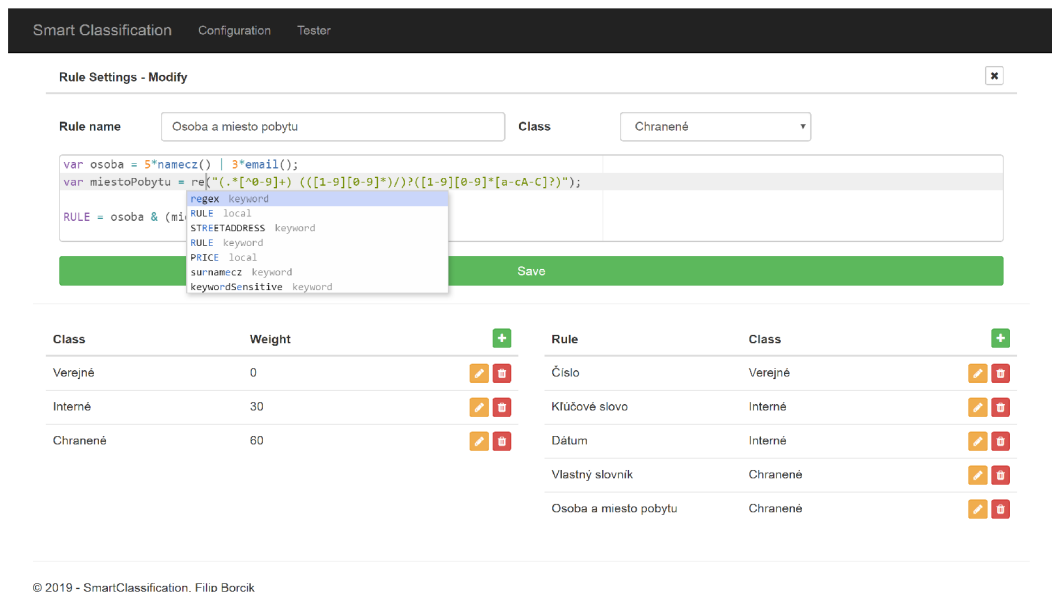 Smart Classification Configuration Tester
Rule Settings - Modify
Rule name Osoba a miesto pobytu Class Chranené
var osoba = 5*namecz() | 3*email();
var miestoPobytu = re("(.*[^0-9]+) (([1-9][0-9]*)/)?([1-9][0-9]*[a-cA-C]?)");
regex keyword
RULE = osoba & (mi
RULE local
STREETADDRESS keyword
RULE keyword
PRICE local
surnamecz keyword
keywordSensitive keyword
Save
Class Weight
Verejné 0
Interné 30
Chranené 60
Rule Class
Číslo Verejné
Kľúčové slovo Interné
Dátum Interné
Vlastný slovník Chranené
Osoba a miesto pobytu Chranené
© 2019 - SmartClassification, Filip Borcik